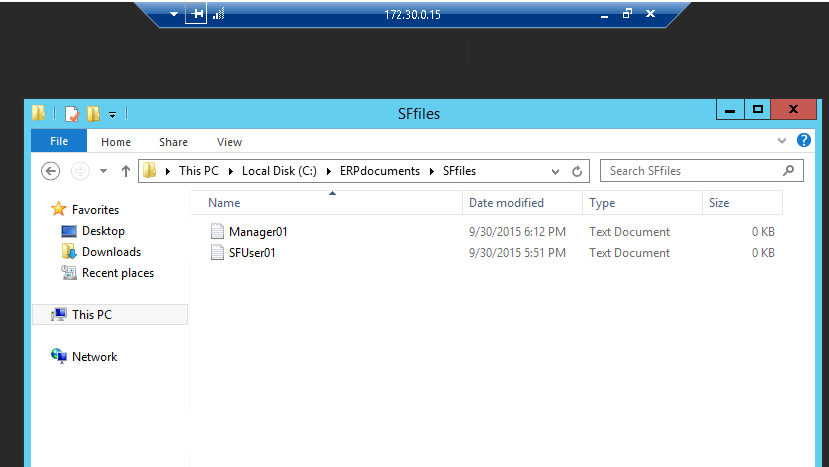 172.30.0.15
SFfiles
File Home Share View
This PC Local Disk (C:) ERPdocuments SFfiles Search SFfiles
Favorites
Desktop
Downloads
Recent places
This PC
Network
Name Date modified Type Size
Manager01 9/30/2015 6:12 PM Text Document 0 KB
SFUser01 9/30/2015 5:51 PM Text Document 0 KB